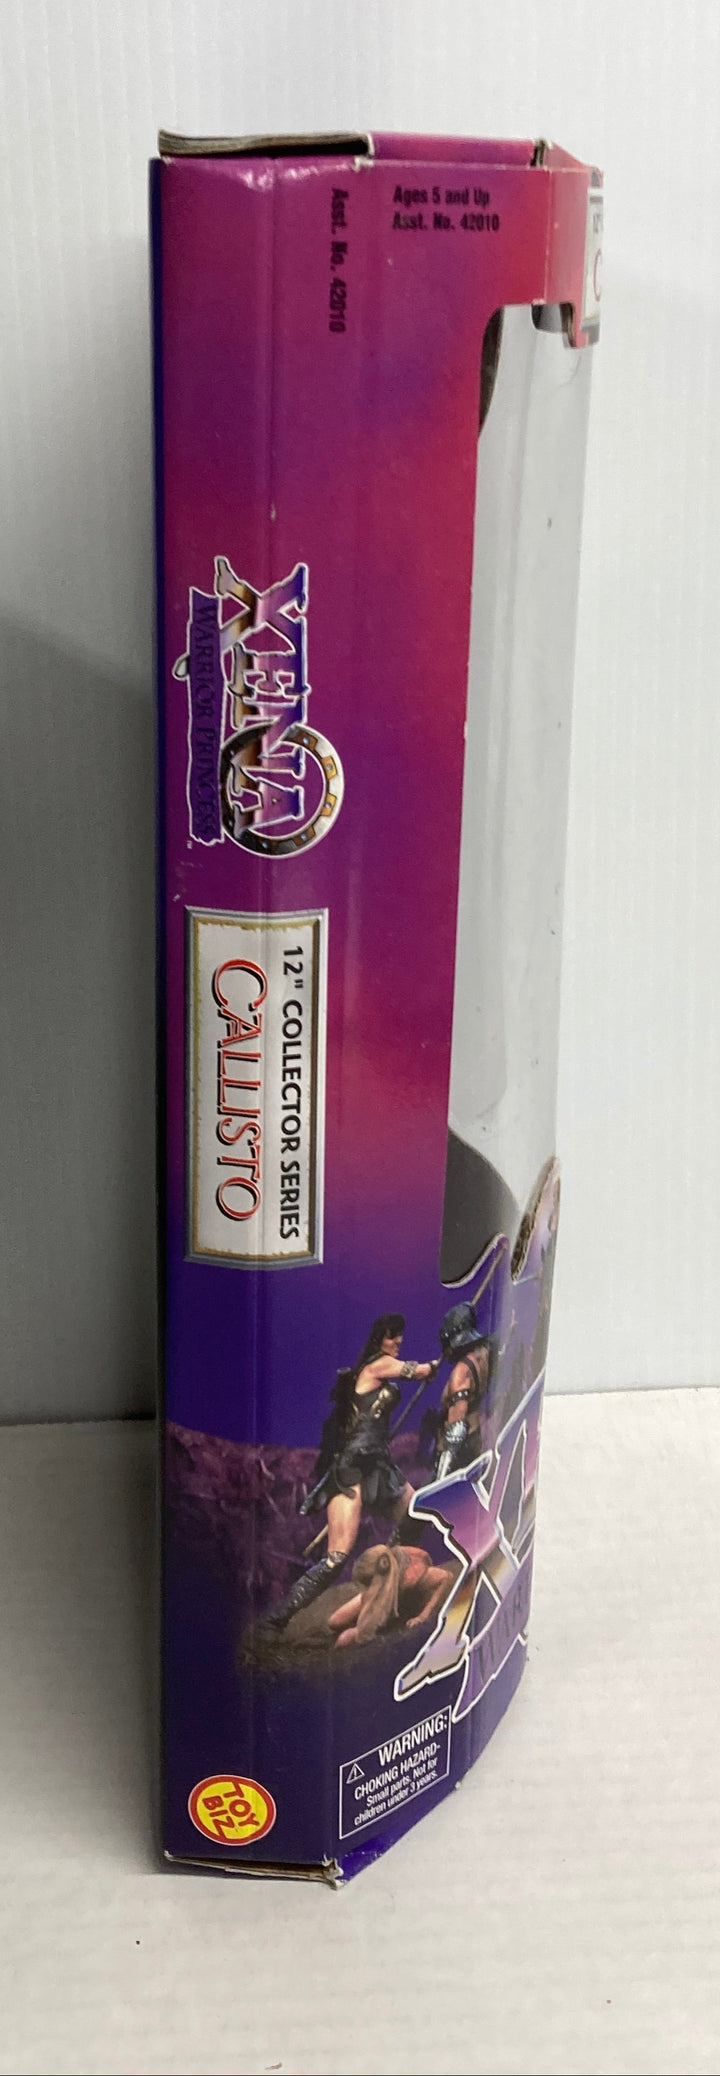 Ages 5 and Up
Asst. No. 42010
Asst. No. 42010
XENA
WARRIOR PRINCESS
™
12" COLLECTOR SERIES
CALLISTO
WARNING:
CHOKING HAZARD-
Small parts. Not for
children under 3 years.
TOY
BIZ